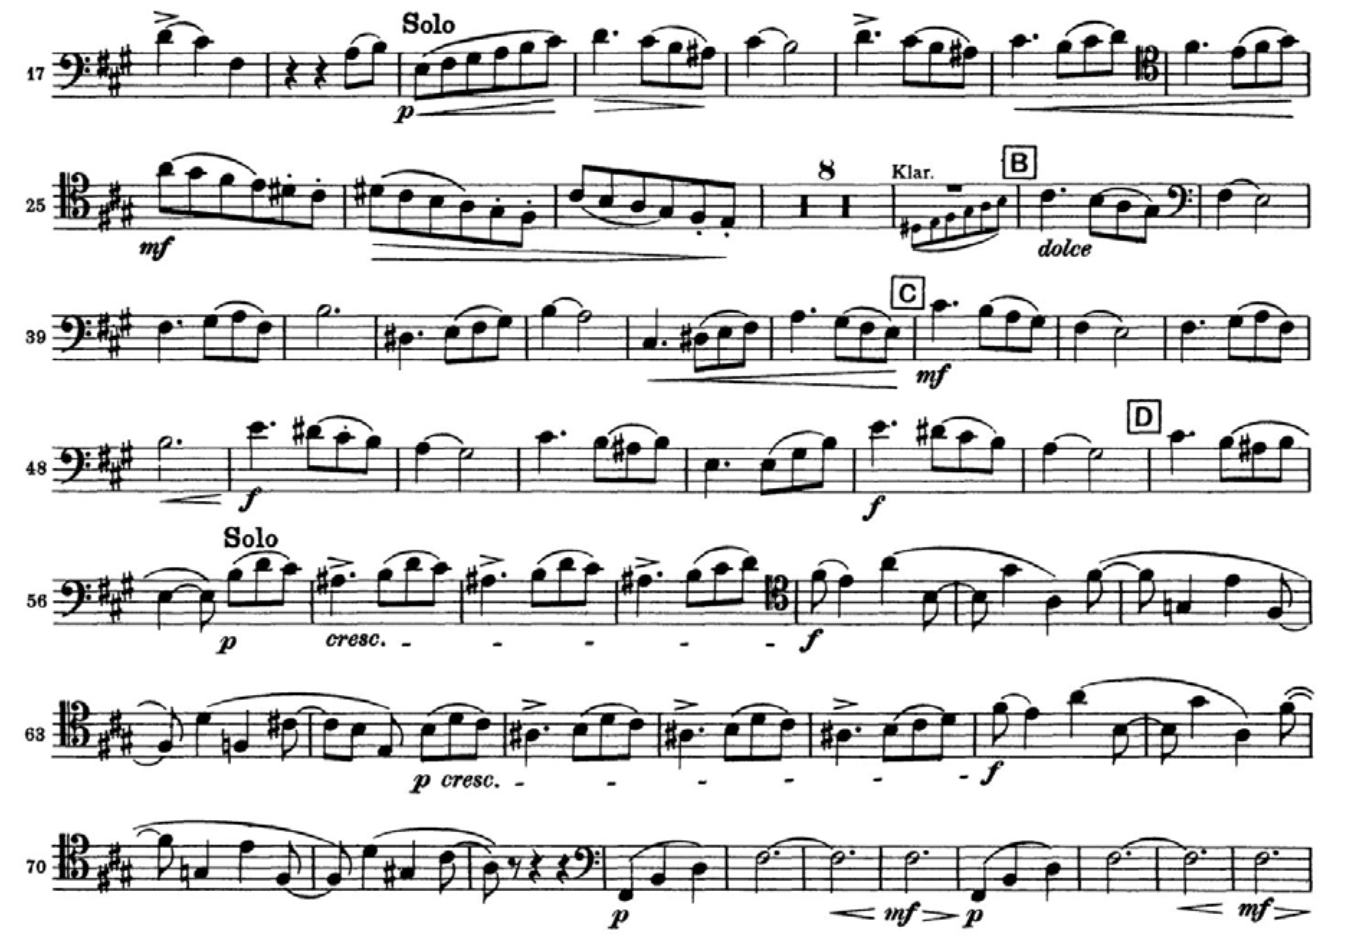 Solo
17 p
8 Klar. B
25 mf dolce
C
39 mf
D
48 f f
Solo
56 p cresc. - - - - - f
63 p cresc. - - - - - - f
70 p mf p mf